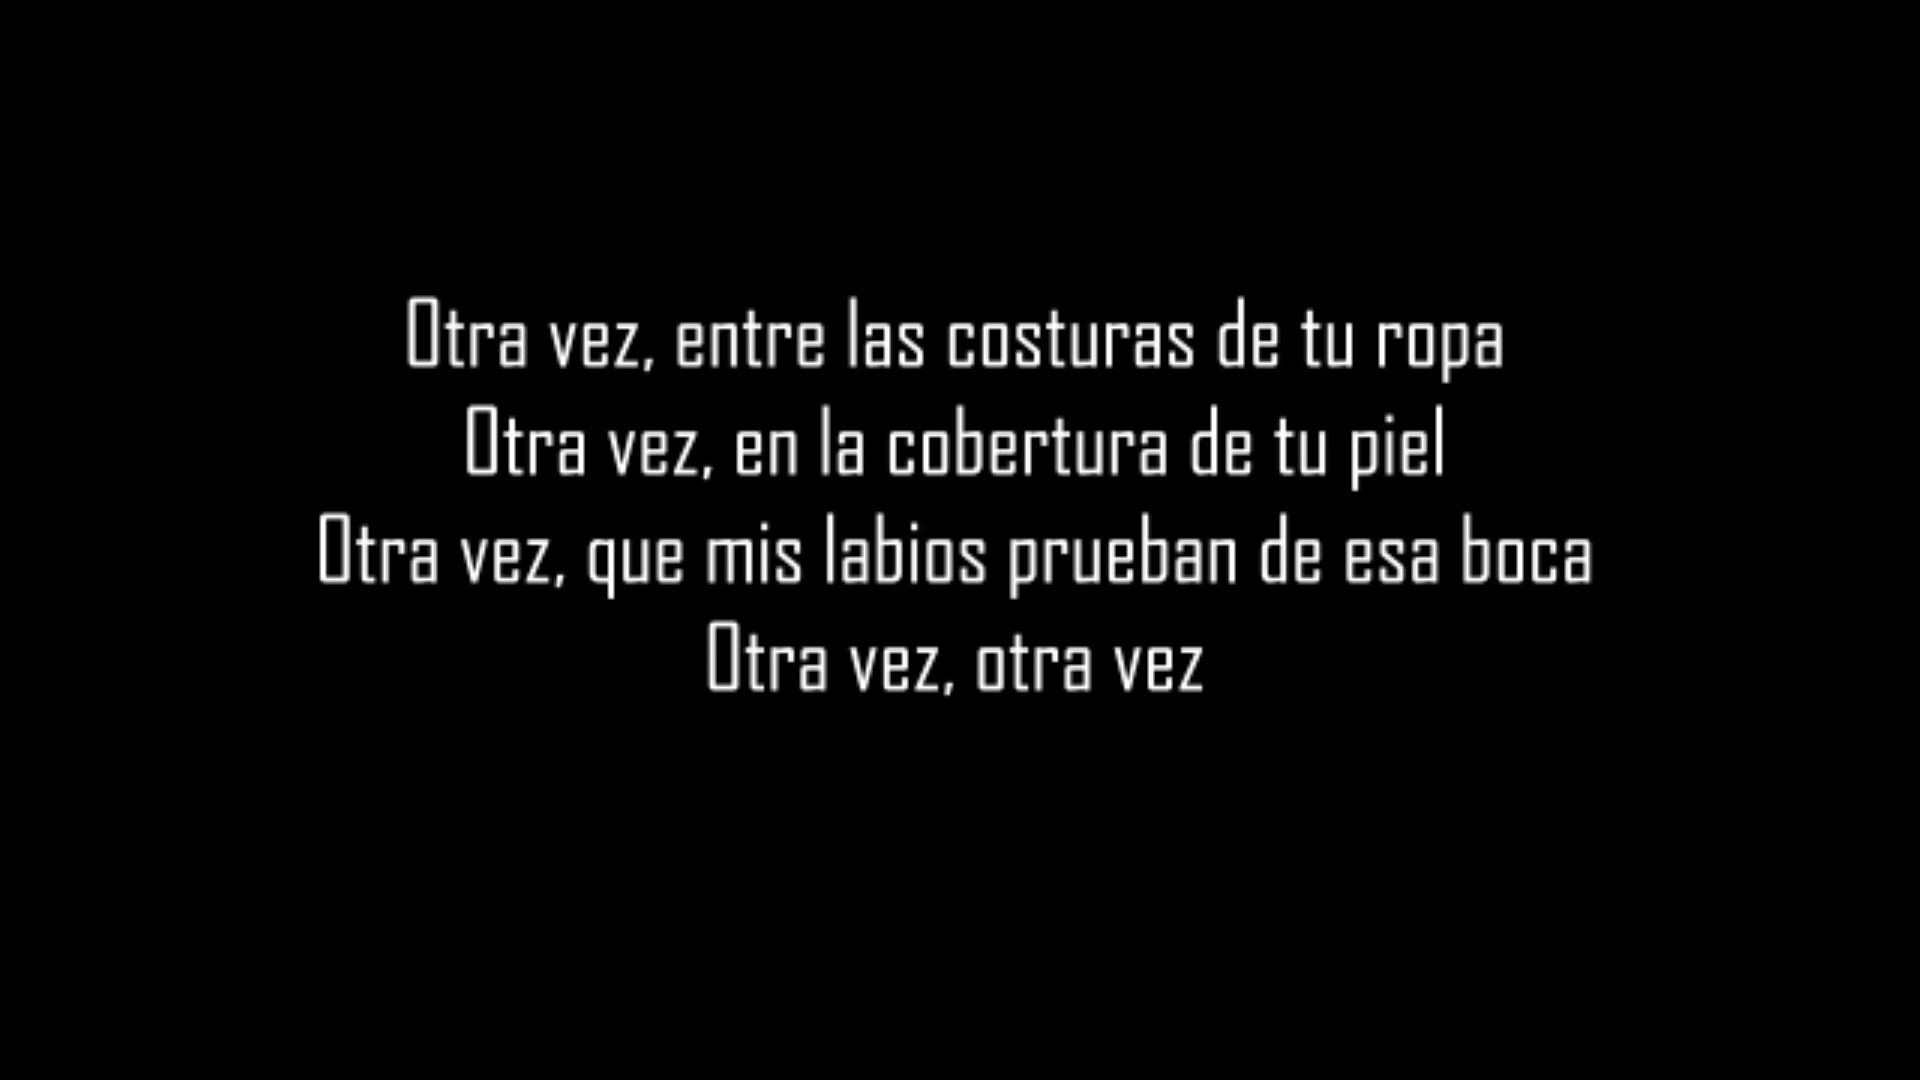 Otra vez, entre las costuras de tu ropa
Otra vez, en la cobertura de tu piel
Otra vez, que mis labios prueban de esa boca
Otra vez, otra vez